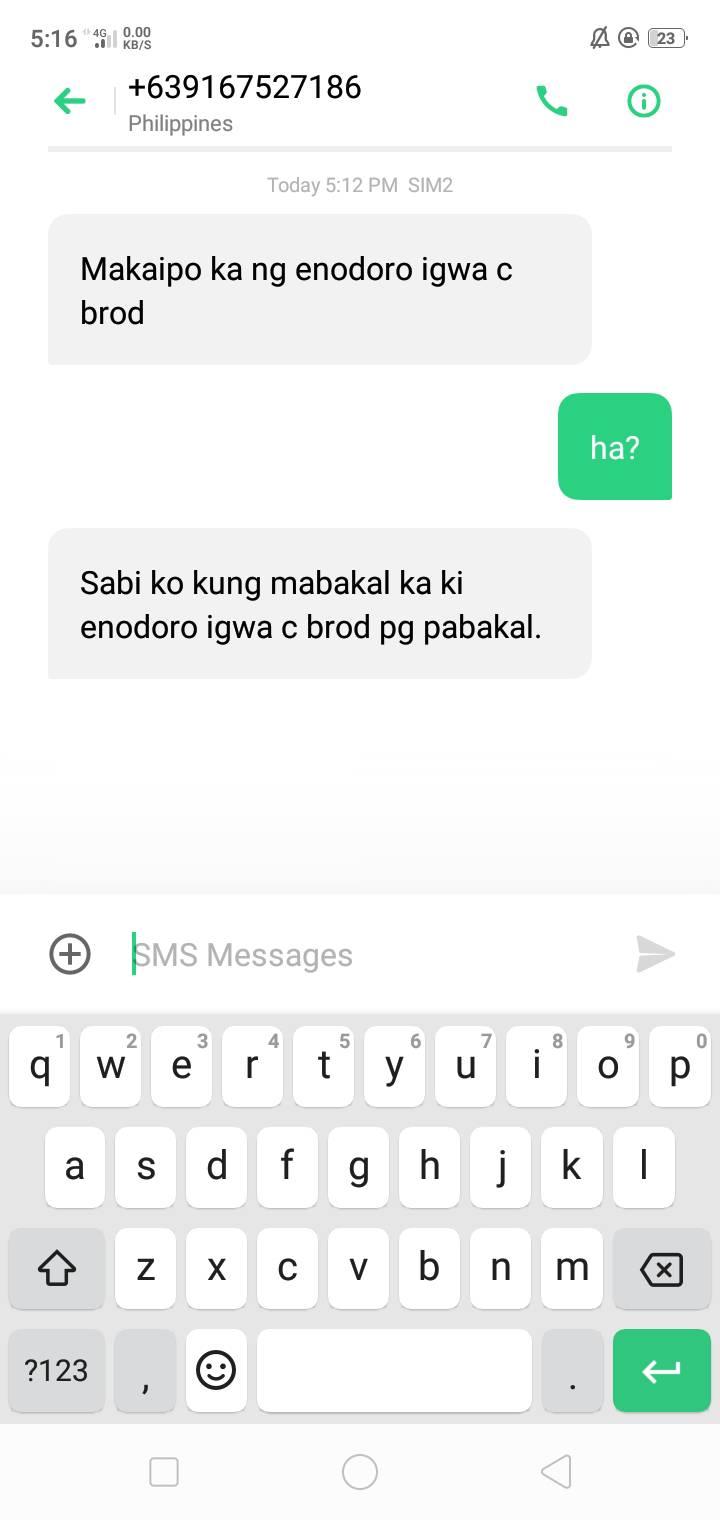 5:16 4G 0.00 KB/S 23
+639167527186
Philippines
Today 5:12 PM SIM2
Makaipo ka ng enodoro igwa c
brod
ha?
Sabi ko kung mabakal ka ki
enodoro igwa c brod pg pabakal.
SMS Messages
1 2 3 4 5 6 7 8 9 0
q w e r t y u i o p
a s d f g h j k l
z x c v b n m
?123 , .